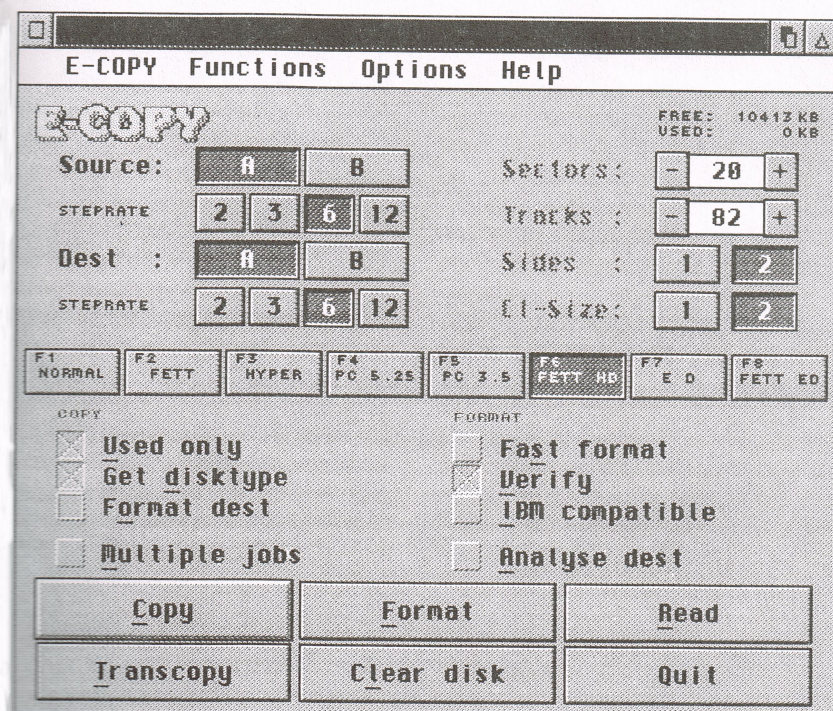 E-COPY Functions Options Help
E-COPY
FREE: 10413 KB
USED: 0 KB
Source: A B
Sectors: - 20 +
STEPRATE 2 3 6 12
Tracks : - 82 +
Dest : A B
Sides : 1 2
STEPRATE 2 3 6 12
Cl-Size: 1 2
F1 NORMAL
F2 FETT
F3 HYPER
F4 PC 5.25
F5 PC 3.5
F6 FETT HD
F7 E D
F8 FETT ED
COPY
Used only
Get disktype
Format dest
Multiple jobs
FORMAT
Fast format
Verify
IBM compatible
Analyse dest
Copy Format Read
Transcopy Clear disk Quit